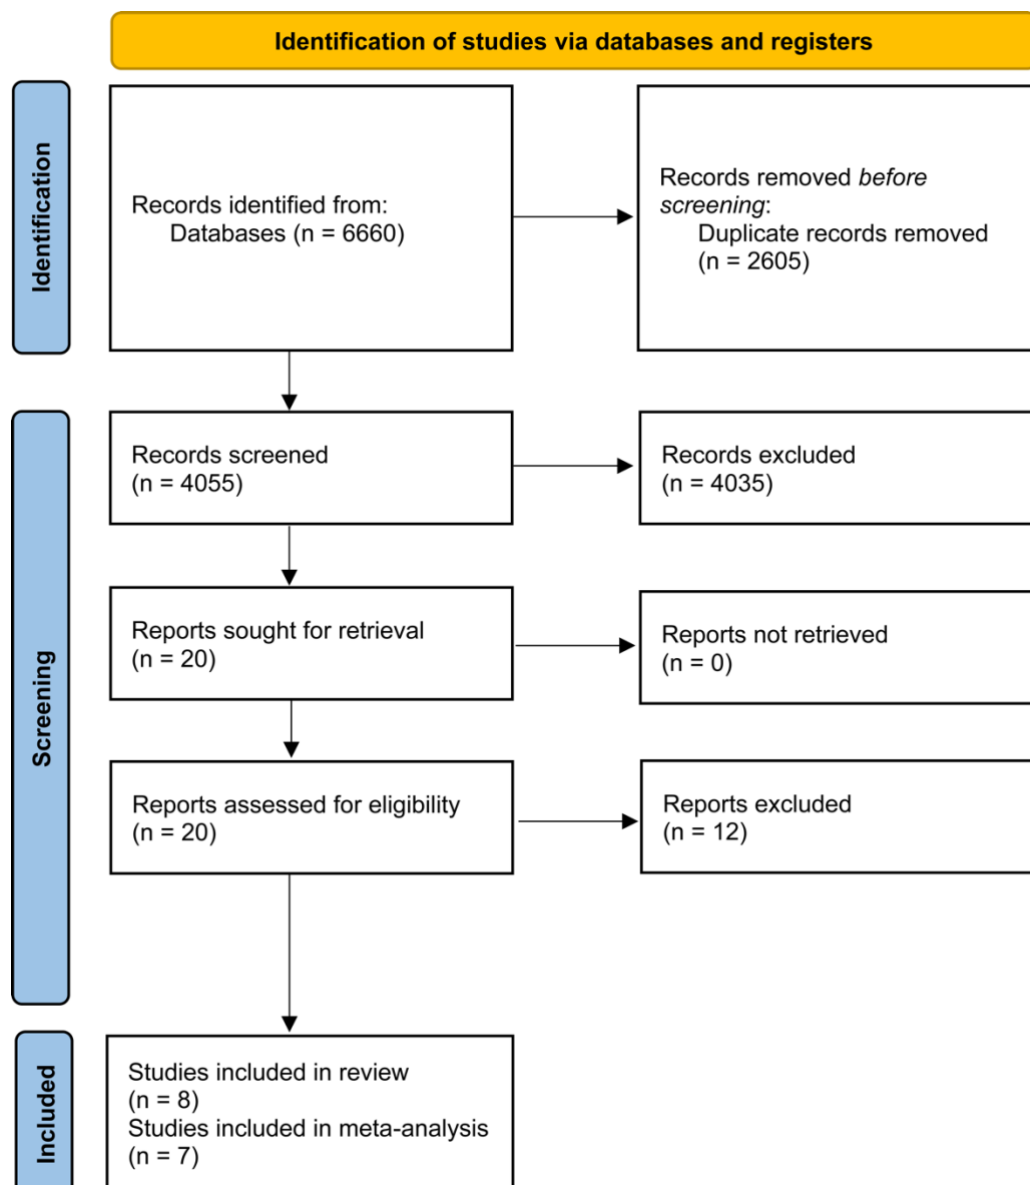 Identification of studies via databases and registers
Identification
Records identified from:
Databases (n = 6660)
Records removed before
screening:
Duplicate records removed
(n = 2605)
Screening
Records screened
(n = 4055)
Records excluded
(n = 4035)
Reports sought for retrieval
(n = 20)
Reports not retrieved
(n = 0)
Reports assessed for eligibility
(n = 20)
Reports excluded
(n = 12)
Included
Studies included in review
(n = 8)
Studies included in meta-analysis
(n = 7)